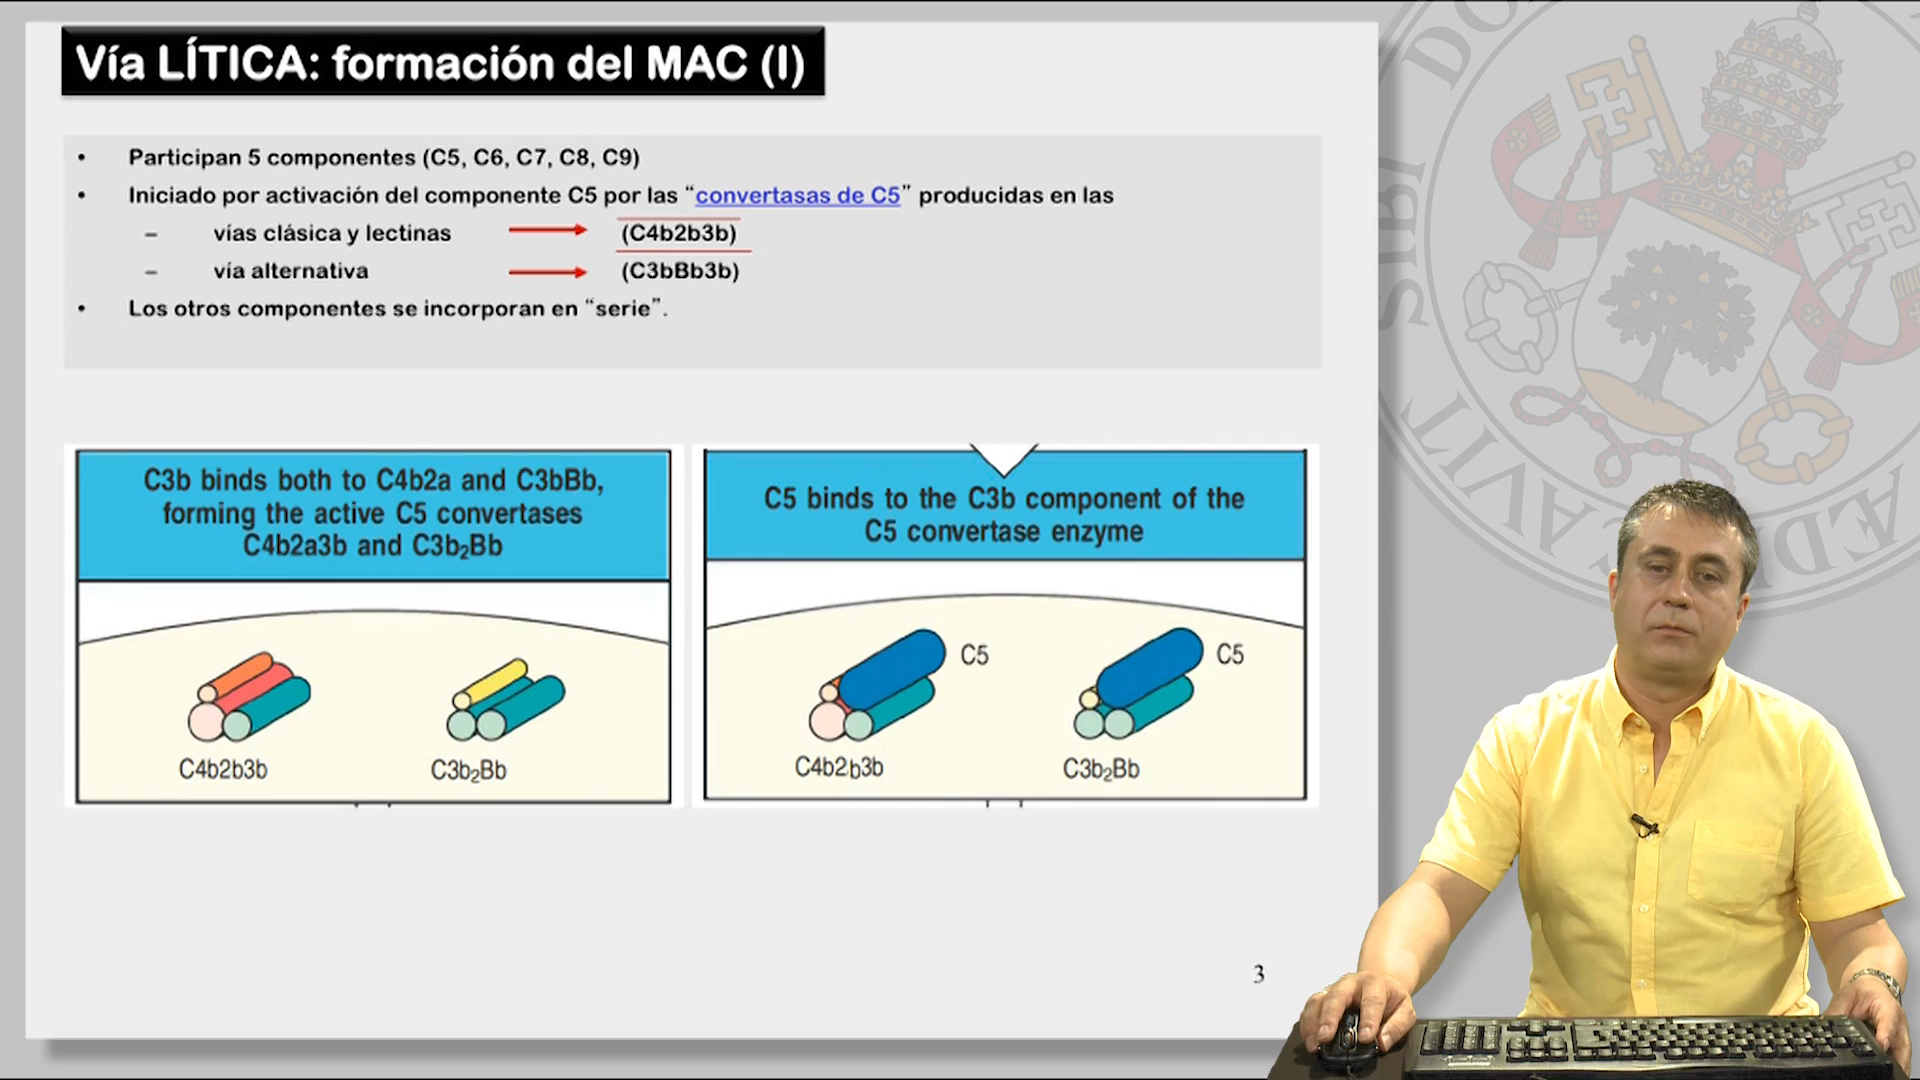 Vía LÍTICA: formación del MAC (I)
• Participan 5 componentes (C5, C6, C7, C8, C9)
• Iniciado por activación del componente C5 por las “convertasas de C5” producidas en las
– vías clásica y lectinas (C4b2b3b)
– vía alternativa (C3bBb3b)
• Los otros componentes se incorporan en “serie”.
C3b binds both to C4b2a and C3bBb,
forming the active C5 convertases
C4b2a3b and C3b₂Bb
C4b2b3b C3b₂Bb
C5 binds to the C3b component of the
C5 convertase enzyme
C5 C5
C4b2b3b C3b₂Bb
3